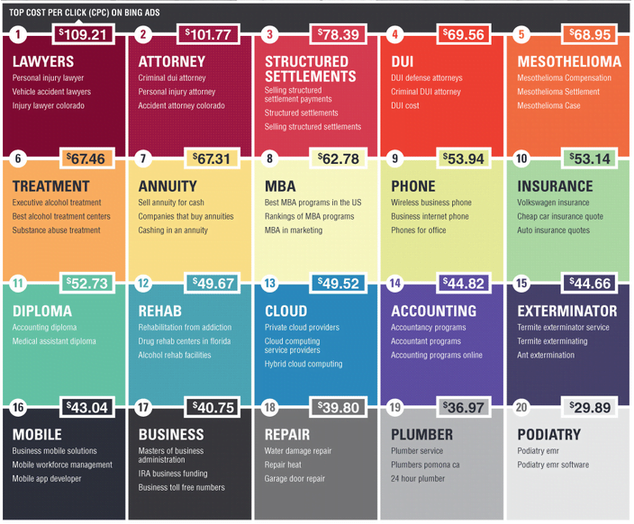 TOP COST PER CLICK (CPC) ON BING ADS
1 $109.21
LAWYERS
Personal injury lawyer
Vehicle accident lawyers
Injury lawyer colorado
2 $101.77
ATTORNEY
Criminal dui attorney
Personal injury attorney
Accident attorney colorado
3 $78.39
STRUCTURED
SETTLEMENTS
Selling structured
settlement payments
Structured settlements
Selling structured settlements
4 $69.56
DUI
DUI defense attorneys
Criminal DUI attorney
DUI cost
5 $68.95
MESOTHELIOMA
Mesothelioma Compensation
Mesothelioma Settlement
Mesothelioma Case
6 $67.46
TREATMENT
Executive alcohol treatment
Best alcohol treatment centers
Substance abuse treatment
7 $67.31
ANNUITY
Sell annuity for cash
Companies that buy annuities
Cashing in an annuity
8 $62.78
MBA
Best MBA programs in the US
Rankings of MBA programs
MBA in marketing
9 $53.94
PHONE
Wireless business phone
Business internet phone
Phones for office
10 $53.14
INSURANCE
Volkswagen insurance
Cheap car insurance quote
Auto insurance quotes
11 $52.73
DIPLOMA
Accounting diploma
Medical assistant diploma
12 $49.67
REHAB
Rehabilitation from addiction
Drug rehab centers in florida
Alcohol rehab facilities
13 $49.52
CLOUD
Private cloud providers
Cloud computing
service providers
Hybrid cloud computing
14 $44.82
ACCOUNTING
Accountancy programs
Accountant programs
Accounting programs online
15 $44.66
EXTERMINATOR
Termite exterminator service
Termite exterminating
Ant extermination
16 $43.04
MOBILE
Business mobile solutions
Mobile workforce management
Mobile app developer
17 $40.75
BUSINESS
Masters of business
administration
IRA business funding
Business toll free numbers
18 $39.80
REPAIR
Water damage repair
Repair heat
Garage door repair
19 $36.97
PLUMBER
Plumber service
Plumbers pomona ca
24 hour plumber
20 $29.89
PODIATRY
Podiatry emr
Podiatry emr software